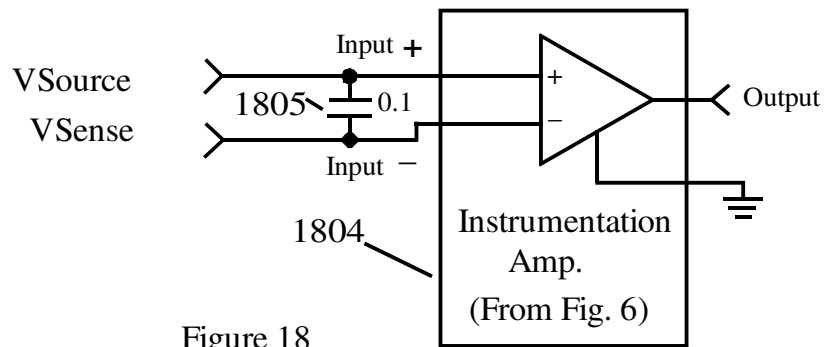 Input +
VSource
+
1805
0.1
Output
VSense
−
Input −
1804
Instrumentation
Amp.
(From Fig. 6)
Figure 18